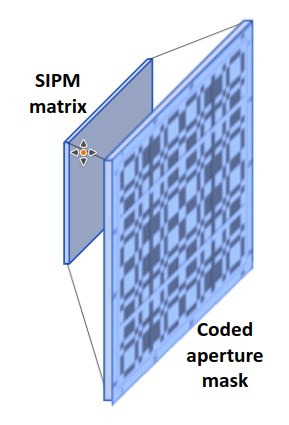 SIPM
matrix
Coded
aperture
mask